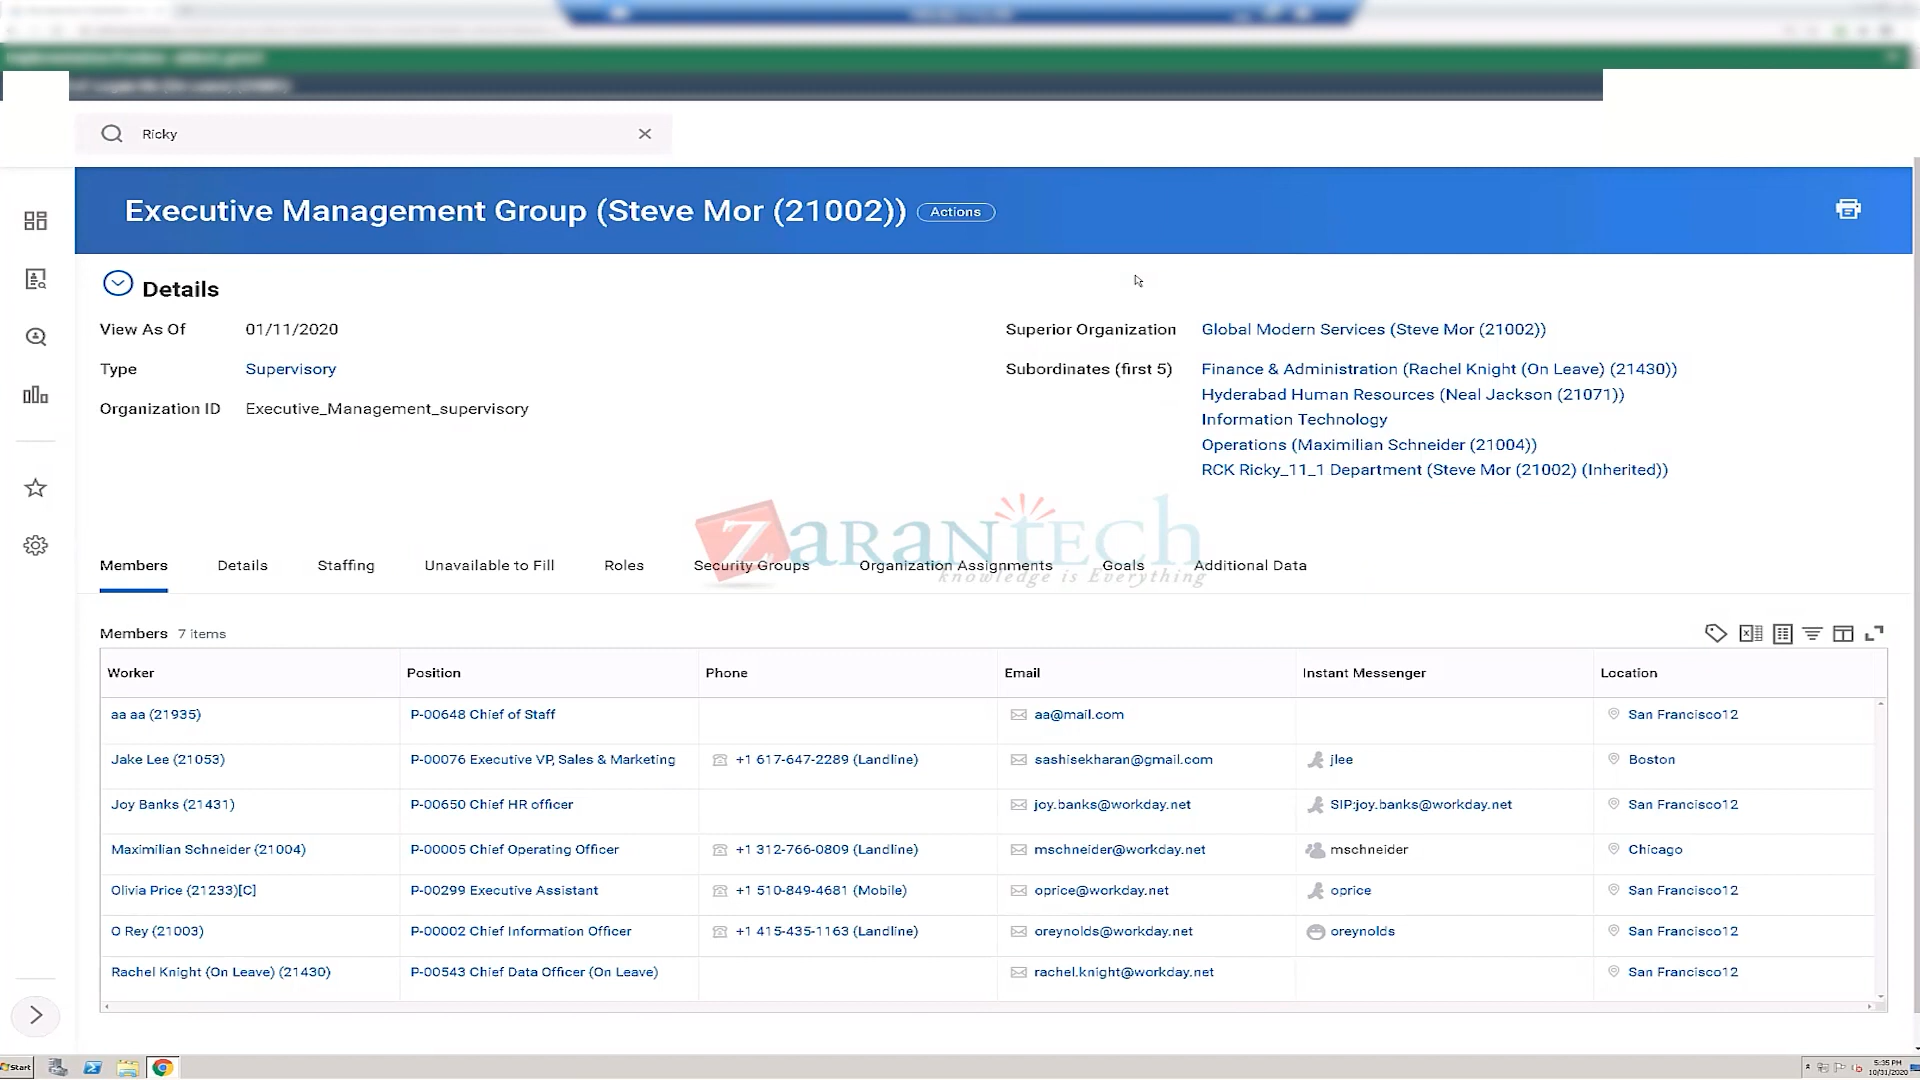 Ricky
Executive Management Group (Steve Mor (21002)) Actions
Details
View As Of 01/11/2020
Type Supervisory
Organization ID Executive_Management_supervisory
Superior Organization Global Modern Services (Steve Mor (21002))
Subordinates (first 5) Finance & Administration (Rachel Knight (On Leave) (21430))
Hyderabad Human Resources (Neal Jackson (21071))
Information Technology
Operations (Maximilian Schneider (21004))
RCK Ricky_11_1 Department (Steve Mor (21002) (Inherited))
ZARANTECH
knowledge is Everything
Members Details Staffing Unavailable to Fill Roles Security Groups Organization Assignments Goals Additional Data
Members 7 items
Worker Position Phone Email Instant Messenger Location
aa aa (21935) P-00648 Chief of Staff aa@mail.com San Francisco12
Jake Lee (21053) P-00076 Executive VP, Sales & Marketing +1 617-647-2289 (Landline) sashisekharan@gmail.com jlee Boston
Joy Banks (21431) P-00650 Chief HR officer joy.banks@workday.net SIP:joy.banks@workday.net San Francisco12
Maximilian Schneider (21004) P-00005 Chief Operating Officer +1 312-766-0809 (Landline) mschneider@workday.net mschneider Chicago
Olivia Price (21233)[C] P-00299 Executive Assistant +1 510-849-4681 (Mobile) oprice@workday.net oprice San Francisco12
O Rey (21003) P-00002 Chief Information Officer +1 415-435-1163 (Landline) oreynolds@workday.net oreynolds San Francisco12
Rachel Knight (On Leave) (21430) P-00543 Chief Data Officer (On Leave) rachel.knight@workday.net San Francisco12
Start
5:35 PM
10/31/2020